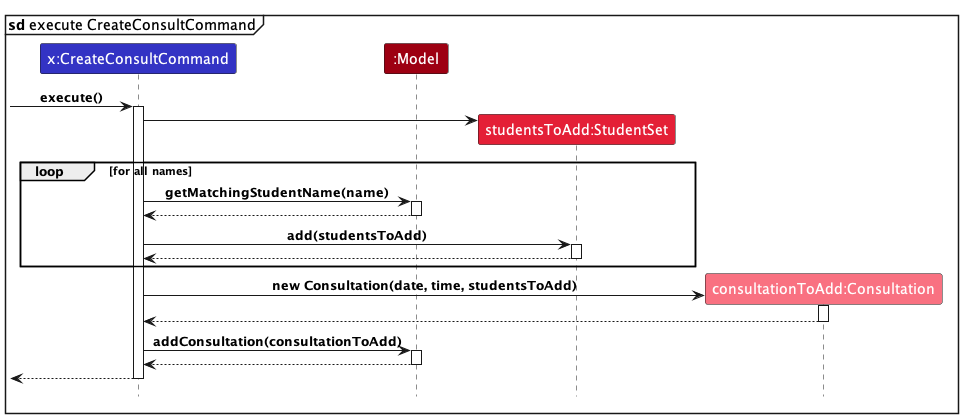 sd execute CreateConsultCommand
x:CreateConsultCommand
:Model
execute()
studentsToAdd:StudentSet
loop
[for all names]
getMatchingStudentName(name)
add(studentsToAdd)
new Consultation(date, time, studentsToAdd)
consultationToAdd:Consultation
addConsultation(consultationToAdd)